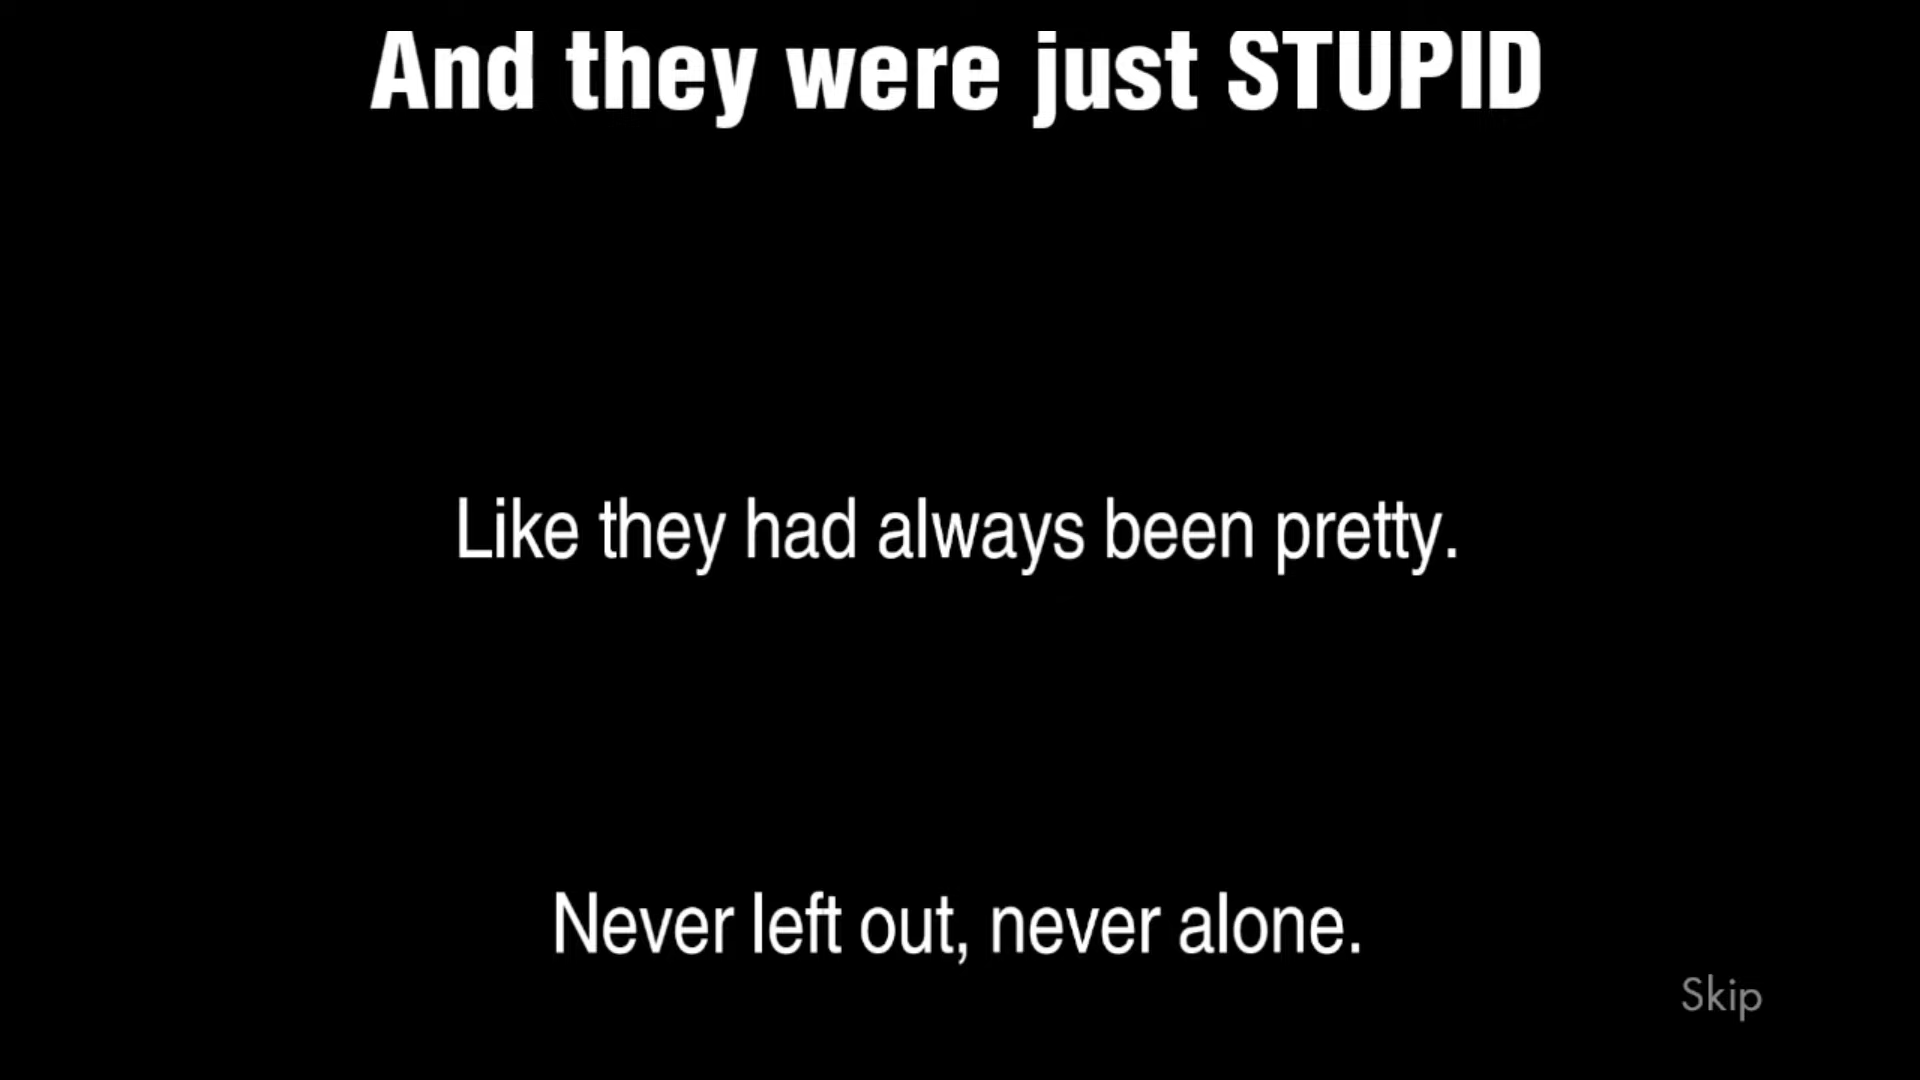 And they were just STUPID
Like they had always been pretty.
Never left out, never alone.
Skip